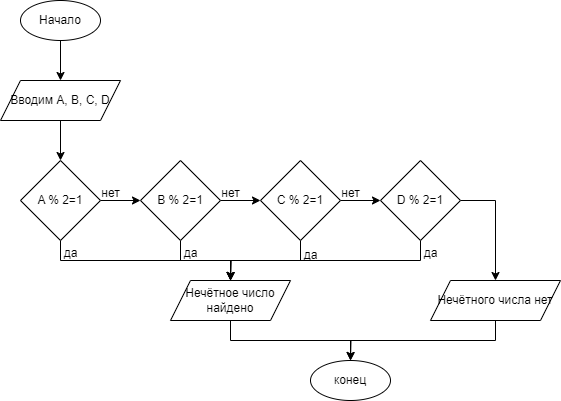 Начало
Вводим A, B, C, D
A % 2=1
нет
B % 2=1
нет
C % 2=1
нет
D % 2=1
да
да
да
да
Нечётное число
найдено
Нечётного числа нет
конец